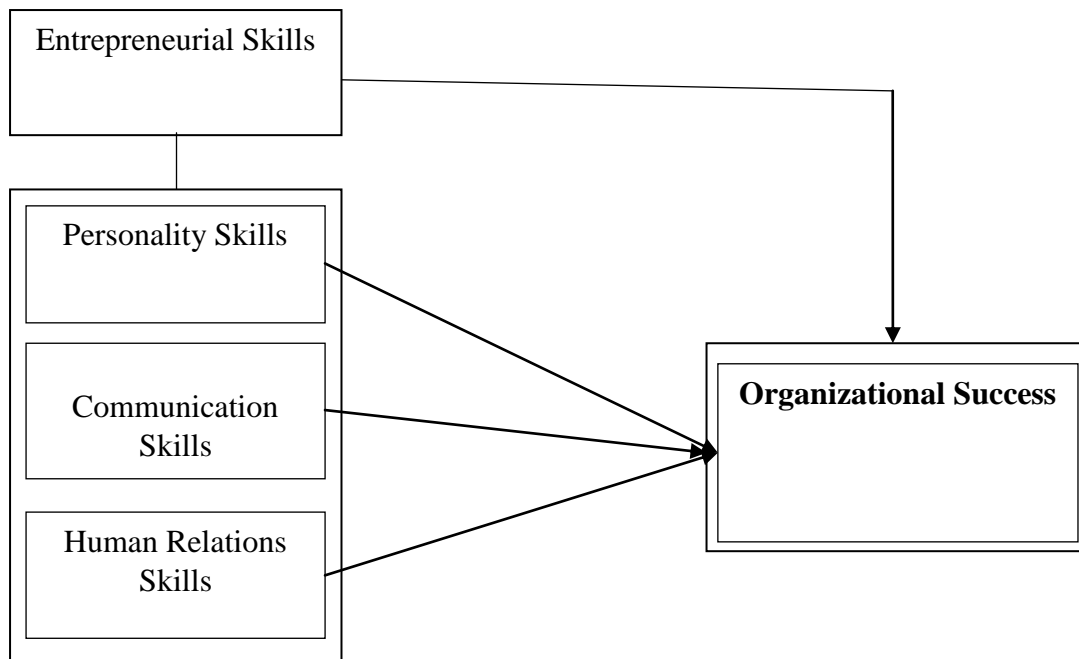 Entrepreneurial Skills
Personality Skills
Communication
Skills
Human Relations
Skills
Organizational Success